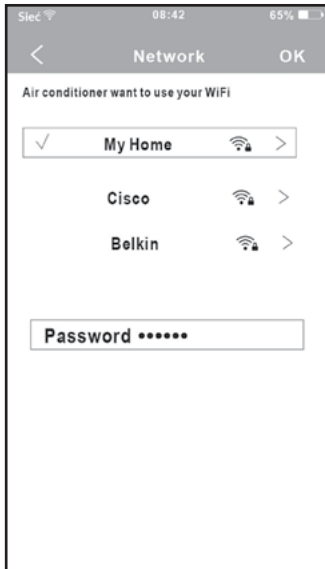 Sieć 08:42 65%
< Network OK
Air conditioner want to use your WiFi
✓ My Home >
Cisco >
Belkin >
Password ••••••